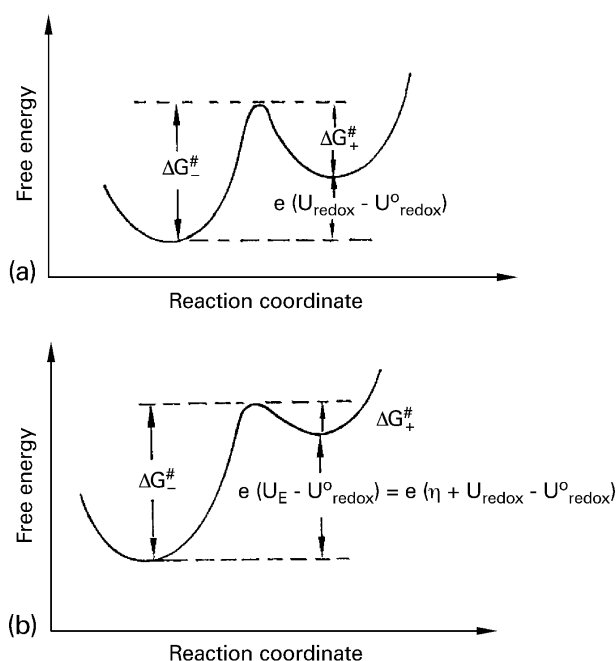 Free energy
ΔG#−
ΔG#+
e (Uredox - Uoredox)
(a)
Reaction coordinate
Free energy
ΔG#−
ΔG#+
e (UE - Uoredox) = e (η + Uredox - Uoredox)
(b)
Reaction coordinate